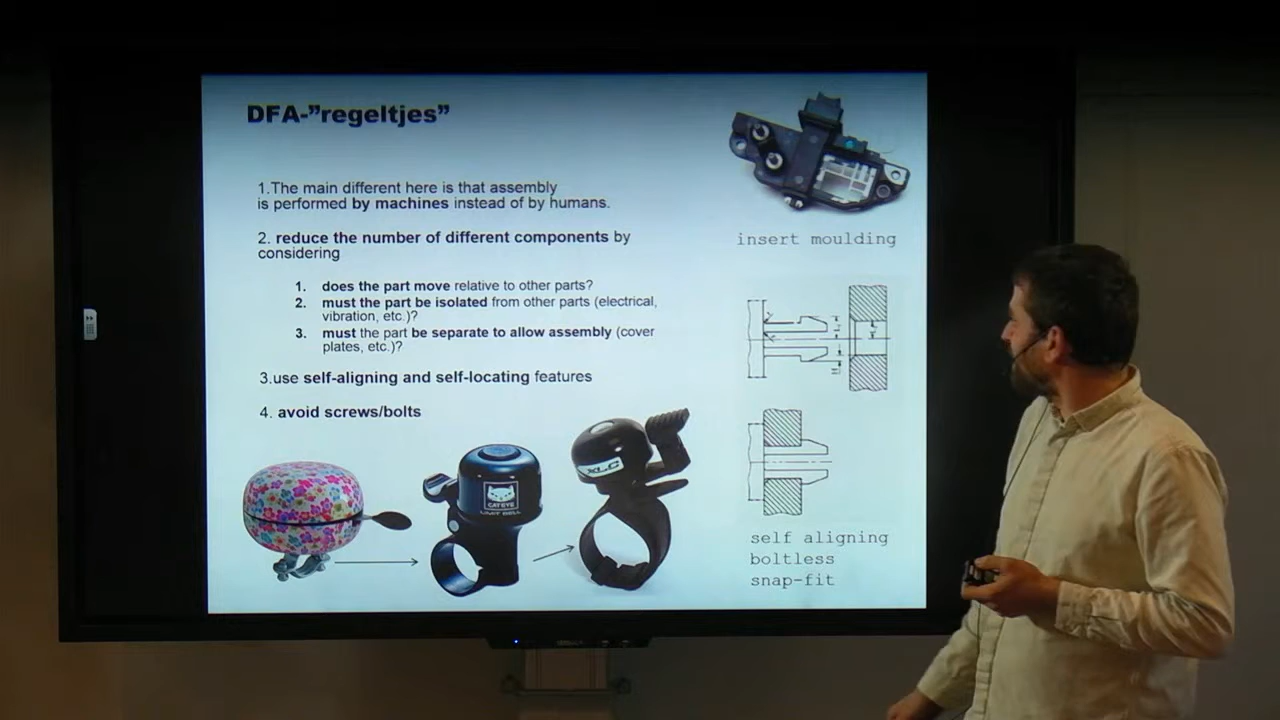 DFA-”regeltjes”
1.The main different here is that assembly
is performed by machines instead of by humans.
2. reduce the number of different components by
considering
1. does the part move relative to other parts?
2. must the part be isolated from other parts (electrical,
vibration, etc.)?
3. must the part be separate to allow assembly (cover
plates, etc.)?
3.use self-aligning and self-locating features
4. avoid screws/bolts
insert moulding
XLC
CATEYE
self aligning
boltless
snap-fit